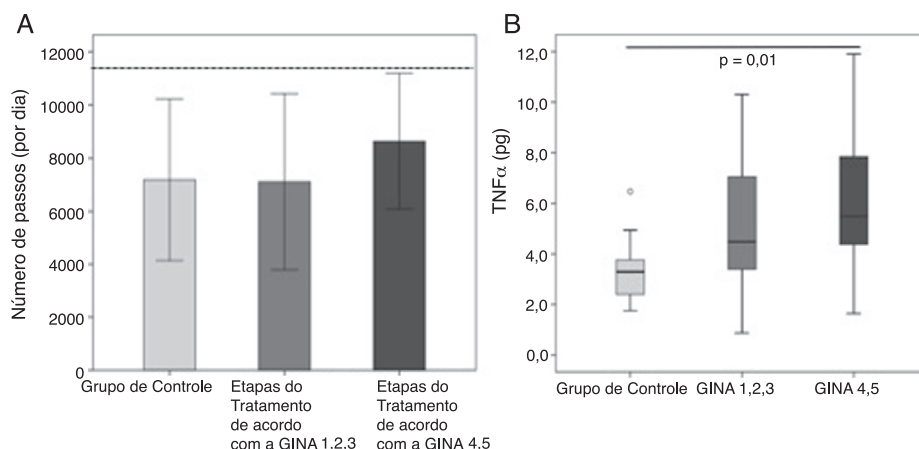 A
Número de passos (por dia)
12000
10000
8000
6000
4000
2000
0
Grupo de Controle
Etapas do
Tratamento
de acordo
com a GINA 1,2,3
Etapas do
Tratamento
de acordo
com a GINA 4,5
B
TNFα (pg)
12,0
10,0
8,0
6,0
4,0
2,0
0,0
p = 0,01
Grupo de Controle
GINA 1,2,3
GINA 4,5